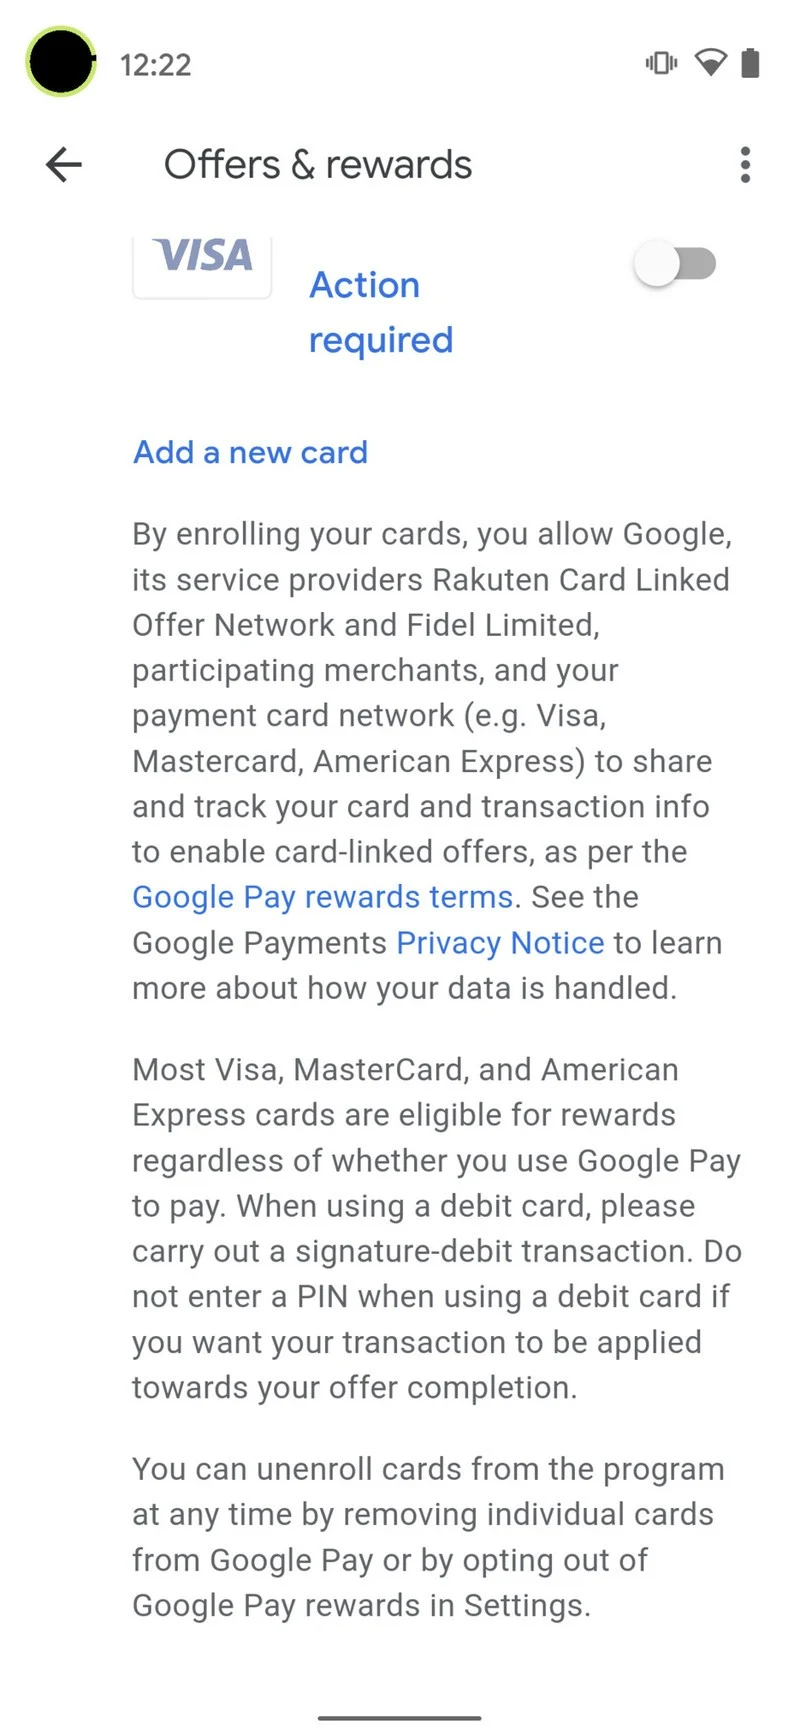 12:22
Offers & rewards
VISA
Action
required
Add a new card
By enrolling your cards, you allow Google,
its service providers Rakuten Card Linked
Offer Network and Fidel Limited,
participating merchants, and your
payment card network (e.g. Visa,
Mastercard, American Express) to share
and track your card and transaction info
to enable card-linked offers, as per the
Google Pay rewards terms. See the
Google Payments Privacy Notice to learn
more about how your data is handled.
Most Visa, MasterCard, and American
Express cards are eligible for rewards
regardless of whether you use Google Pay
to pay. When using a debit card, please
carry out a signature-debit transaction. Do
not enter a PIN when using a debit card if
you want your transaction to be applied
towards your offer completion.
You can unenroll cards from the program
at any time by removing individual cards
from Google Pay or by opting out of
Google Pay rewards in Settings.